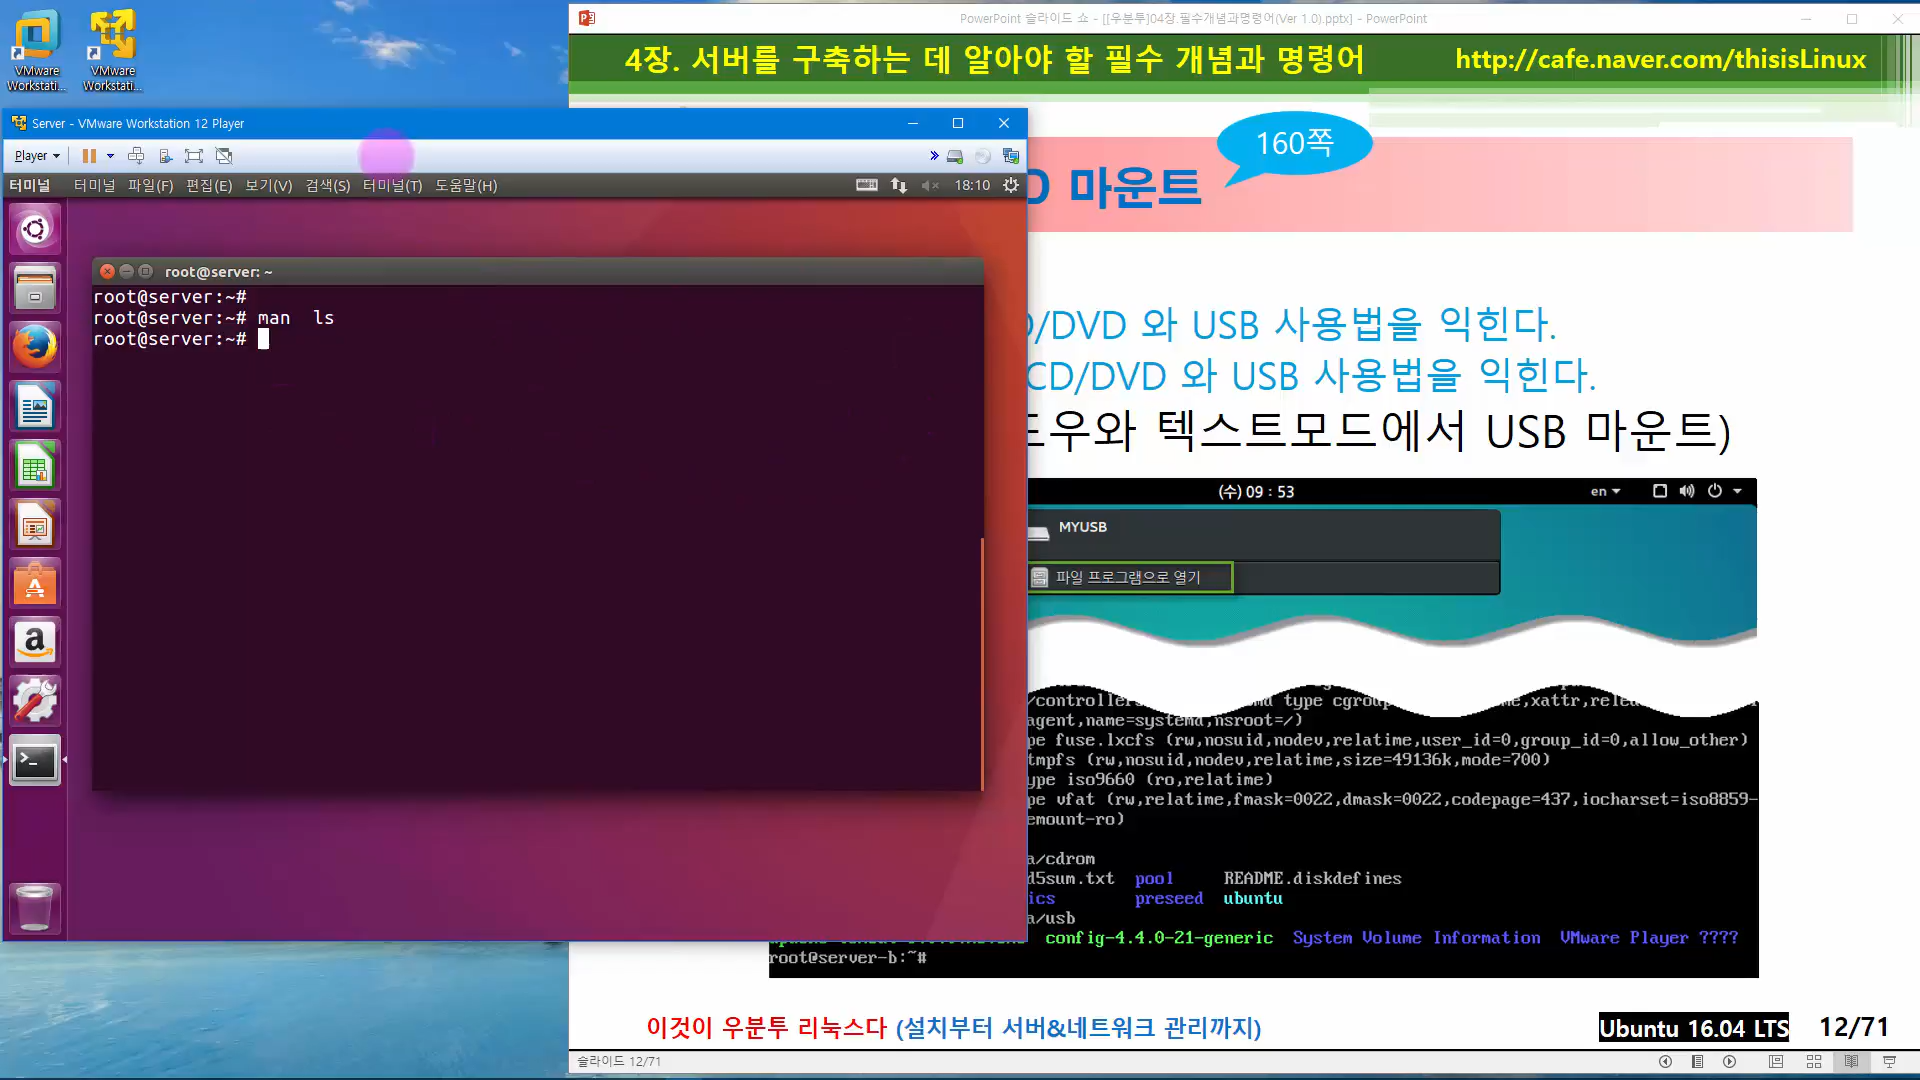 VMware
Workstati...
VMware
Workstati...
PowerPoint 슬라이드 쇼 - [[우분투]04장.필수개념과명령어(Ver 1.0).pptx] - PowerPoint
4장. 서버를 구축하는 데 알아야 할 필수 개념과 명령어
http://cafe.naver.com/thisisLinux
Server - VMware Workstation 12 Player
Player
터미널 터미널 파일(F) 편집(E) 보기(V) 검색(S) 터미널(T) 도움말(H)
18:10
root@server: ~
root@server:~#
root@server:~# man  ls
root@server:~#
160쪽
D 마운트
D/DVD 와 USB 사용법을 익힌다.
CD/DVD 와 USB 사용법을 익힌다.
도우와 텍스트모드에서 USB 마운트)
(수) 09 : 53
en
MYUSB
파일 프로그램으로 열기
/controllers
type cgroup
,xattr,rele
agent,name=systemd,nsroot=/)
pe fuse.lxcfs (rw,nosuid,nodev,relatime,user_id=0,group_id=0,allow_other)
tmpfs (rw,nosuid,nodev,relatime,size=49136k,mode=700)
ype iso9660 (ro,relatime)
pe vfat (rw,relatime,fmask=0022,dmask=0022,codepage=437,iocharset=iso8859-
emount-ro)
a/cdrom
d5sum.txt pool README.diskdefines
ics preseed ubuntu
a/usb
config-4.4.0-21-generic System Volume Information VMware Player ????
root@server-b:~#
이것이 우분투 리눅스다 (설치부터 서버&네트워크 관리까지)
Ubuntu 16.04 LTS
12/71
슬라이드 12/71